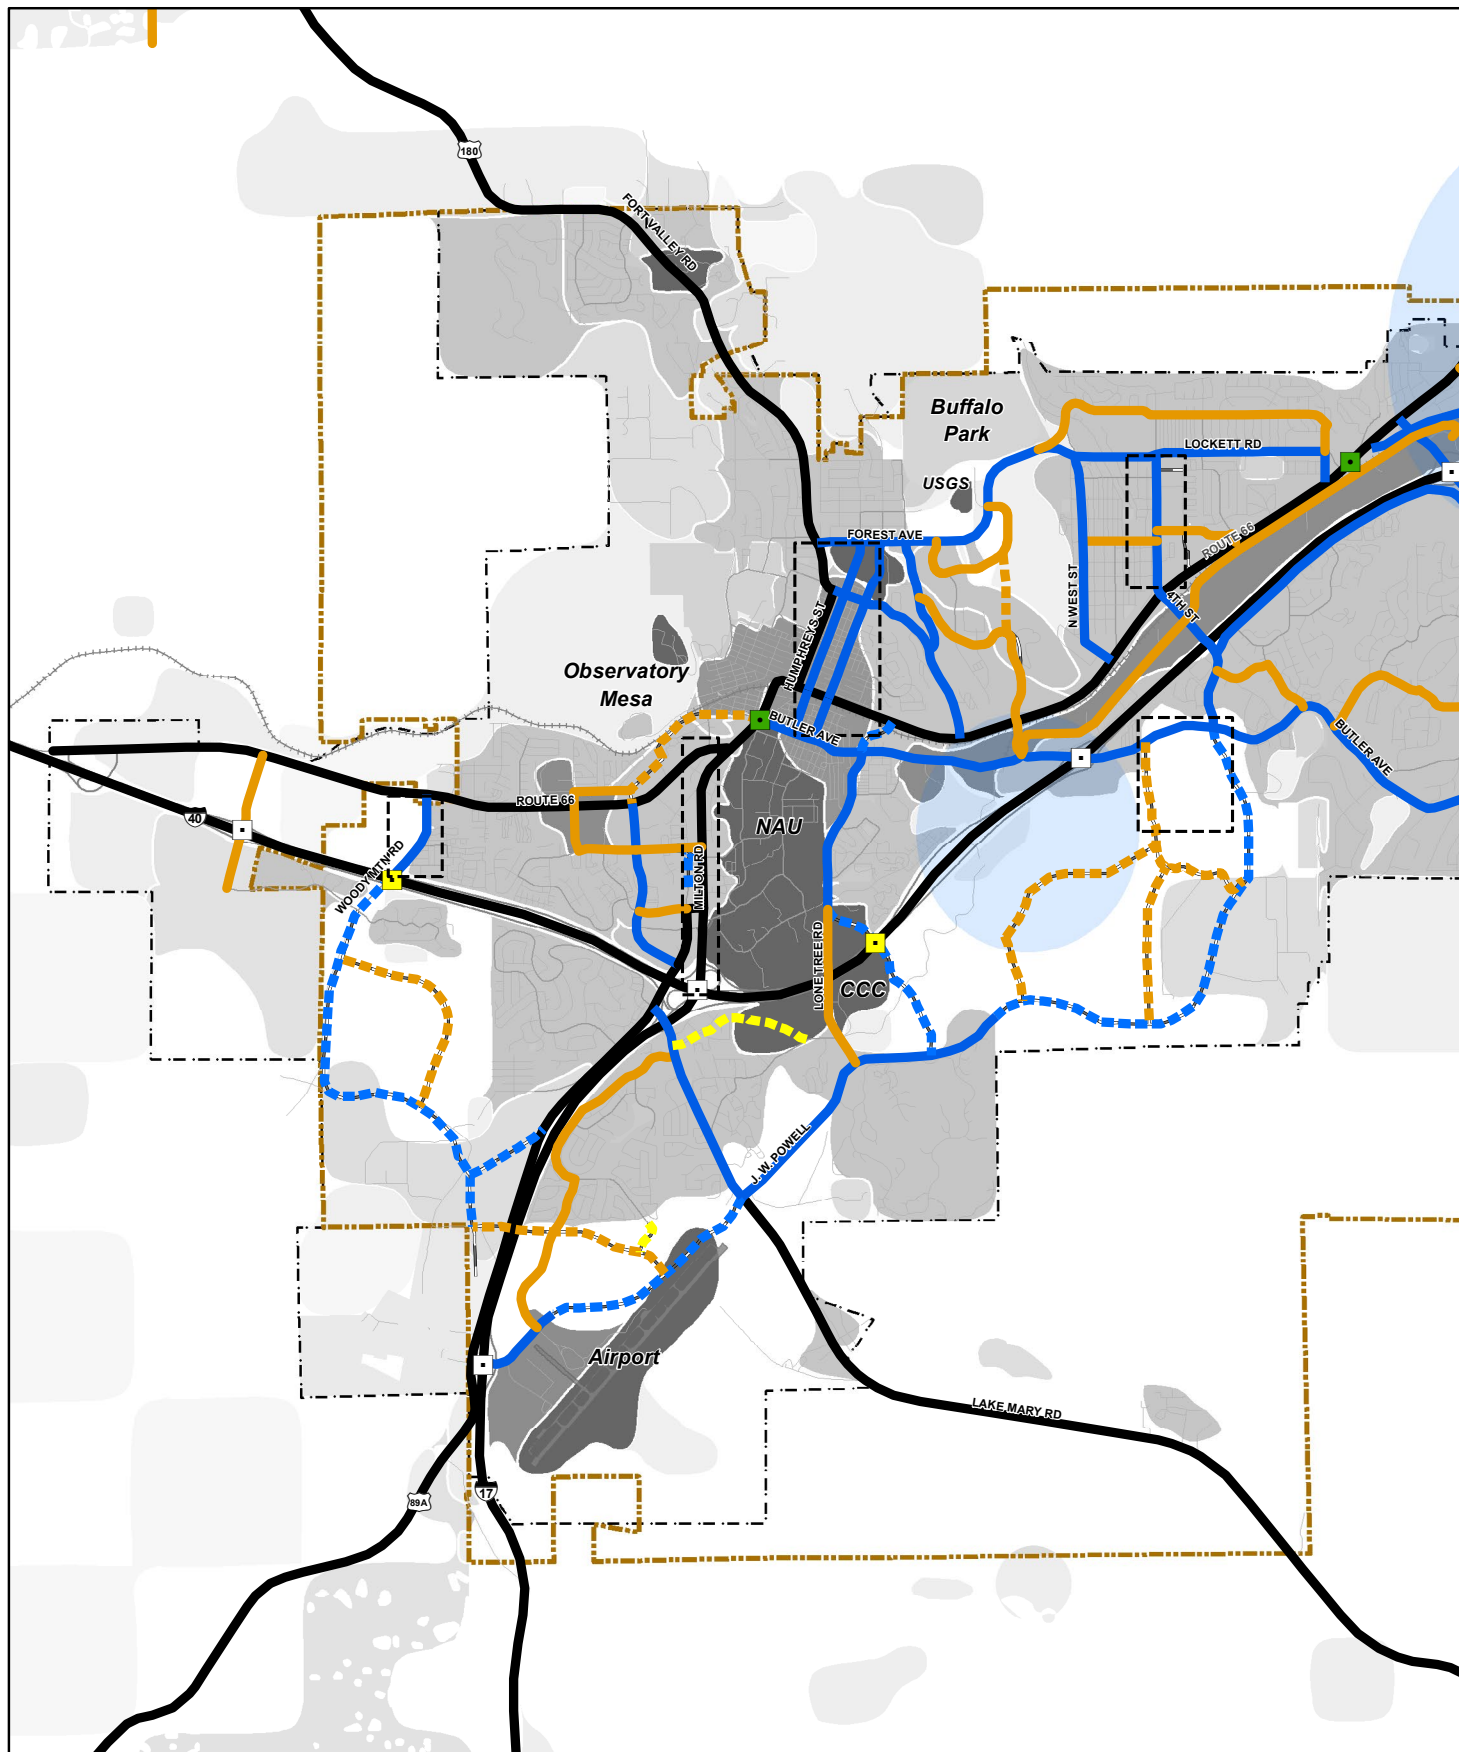 180
FORT VALLEY RD
Buffalo
Park
LOCKETT RD
USGS
FOREST AVE
ROUTE 66
N WEST ST
4TH ST
HUMPHREYS ST
Observatory
Mesa
BUTLER AVE
BUTLER AVE
ROUTE 66
40
NAU
WOODY MTN RD
MILTON RD
LONE TREE RD
CCC
J. W. POWELL
Airport
LAKE MARY RD
89A
17